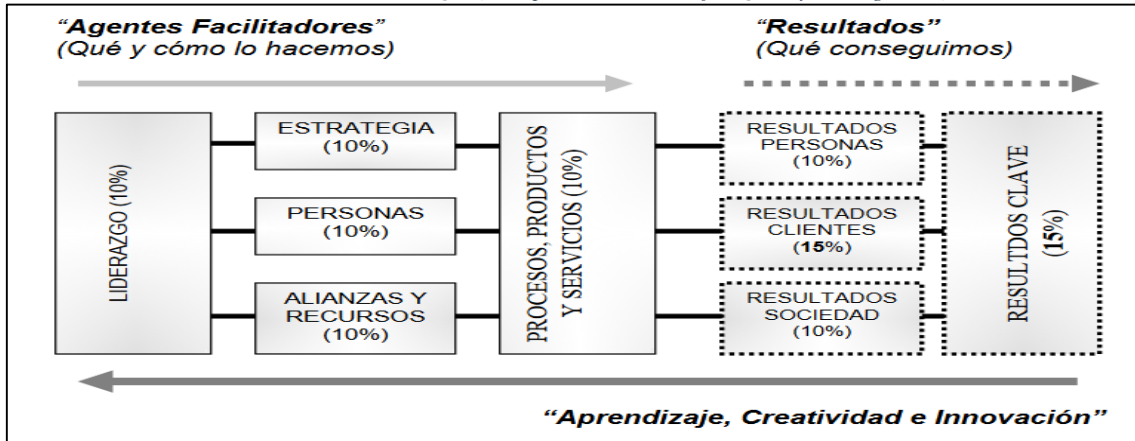 “Agentes Facilitadores”
(Qué y cómo lo hacemos)
“Resultados”
(Qué conseguimos)
LIDERAZGO (10%)
ESTRATEGIA
(10%)
PERSONAS
(10%)
ALIANZAS Y
RECURSOS
(10%)
PROCESOS, PRODUCTOS
Y SERVICIOS (10%)
RESULTADOS
PERSONAS
(10%)
RESULTADOS
CLIENTES
(15%)
RESULTADOS
SOCIEDAD
(10%)
RESULTDOS CLAVE
(15%)
“Aprendizaje, Creatividad e Innovación”